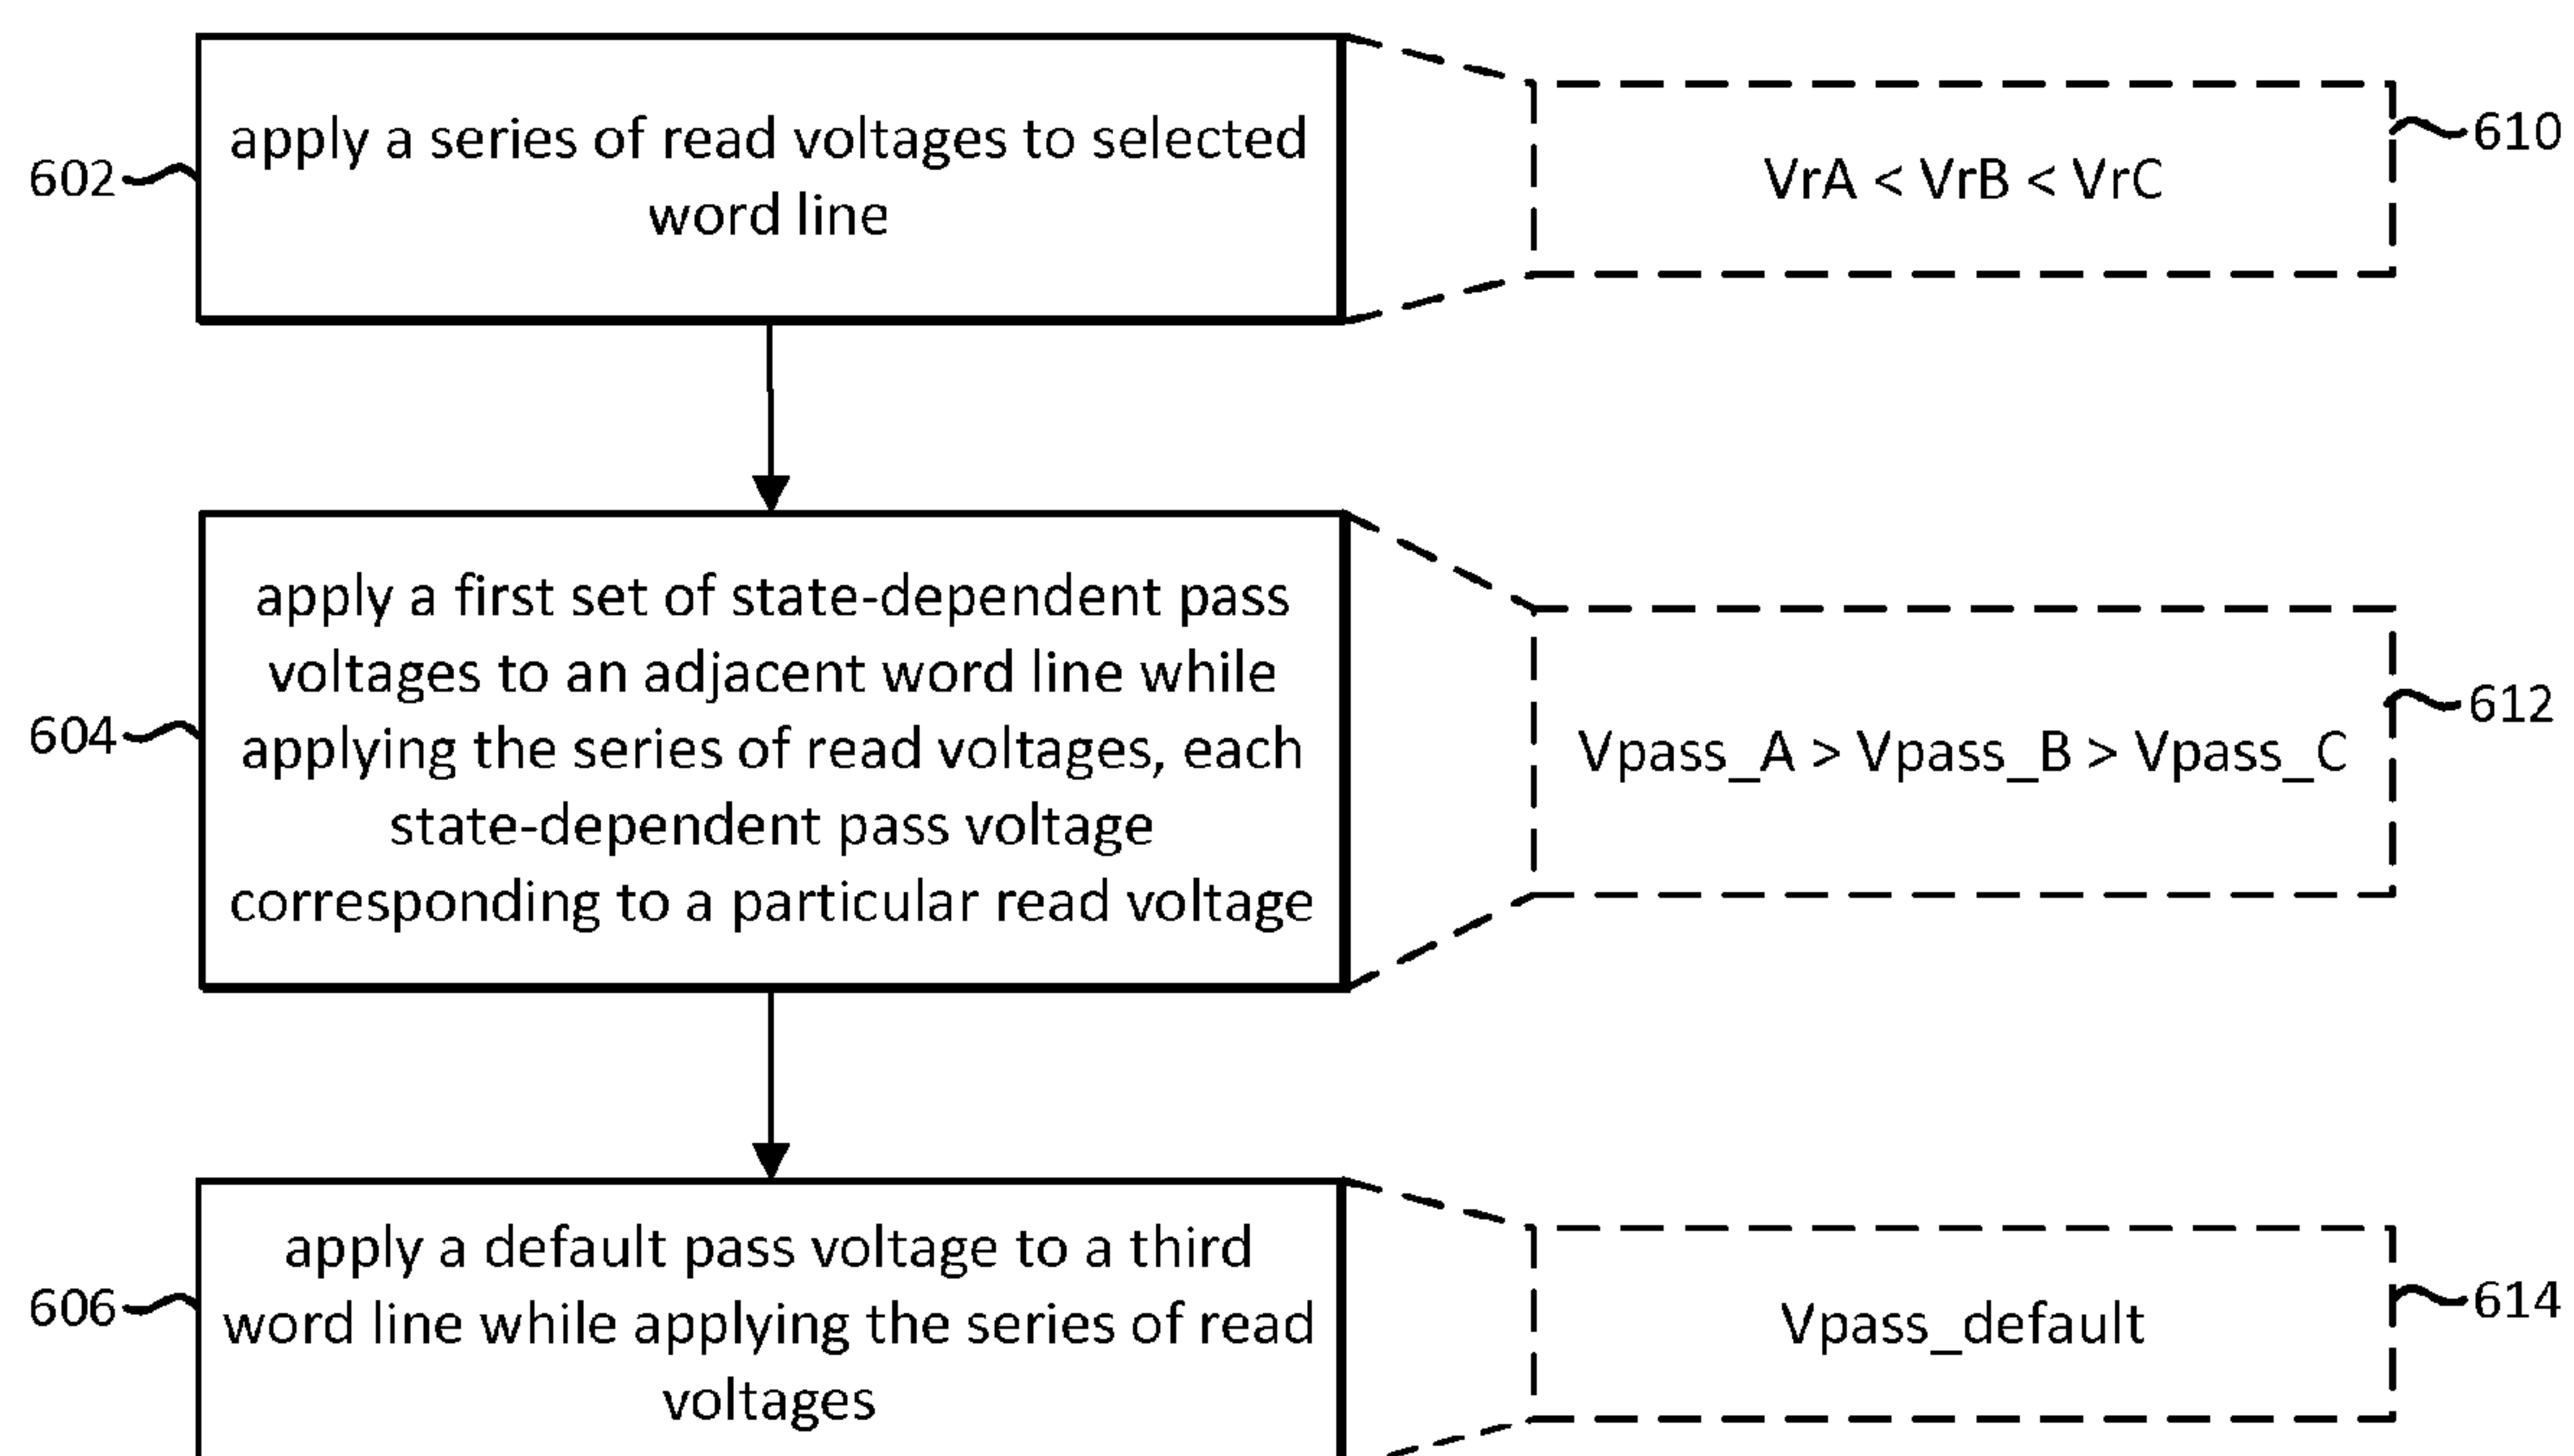 602
apply a series of read voltages to selected
word line
VrA < VrB < VrC
610
604
apply a first set of state-dependent pass
voltages to an adjacent word line while
applying the series of read voltages, each
state-dependent pass voltage
corresponding to a particular read voltage
Vpass_A > Vpass_B > Vpass_C
612
606
apply a default pass voltage to a third
word line while applying the series of read
voltages
Vpass_default
614